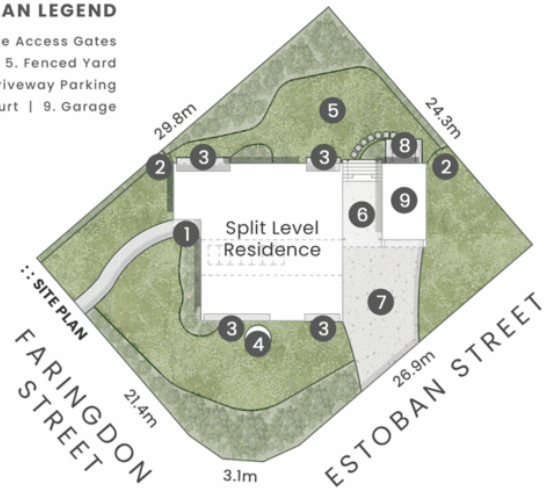 AN LEGEND
e Access Gates
5. Fenced Yard
riveway Parking
urt | 9. Garage
29.8m
24.3m
5
8
2
3
3
2
9
6
1
Split Level
Residence
7
:: SITE PLAN
3
4
3
FARINGDON
STREET
21.4m
3.1m
26.9m
ESTOBAN STREET